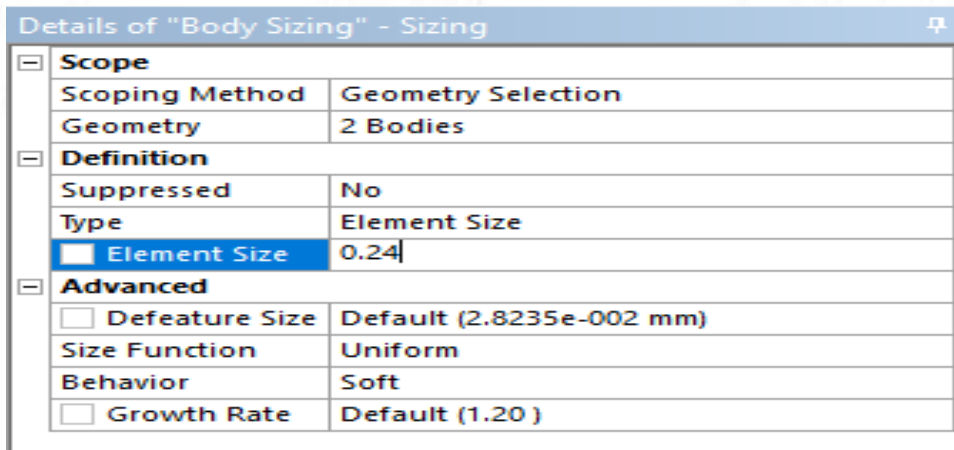 Details of "Body Sizing" - Sizing
Scope
Scoping Method Geometry Selection
Geometry 2 Bodies
Definition
Suppressed No
Type Element Size
Element Size 0.24
Advanced
Defeature Size Default (2.8235e-002 mm)
Size Function Uniform
Behavior Soft
Growth Rate Default (1.20 )